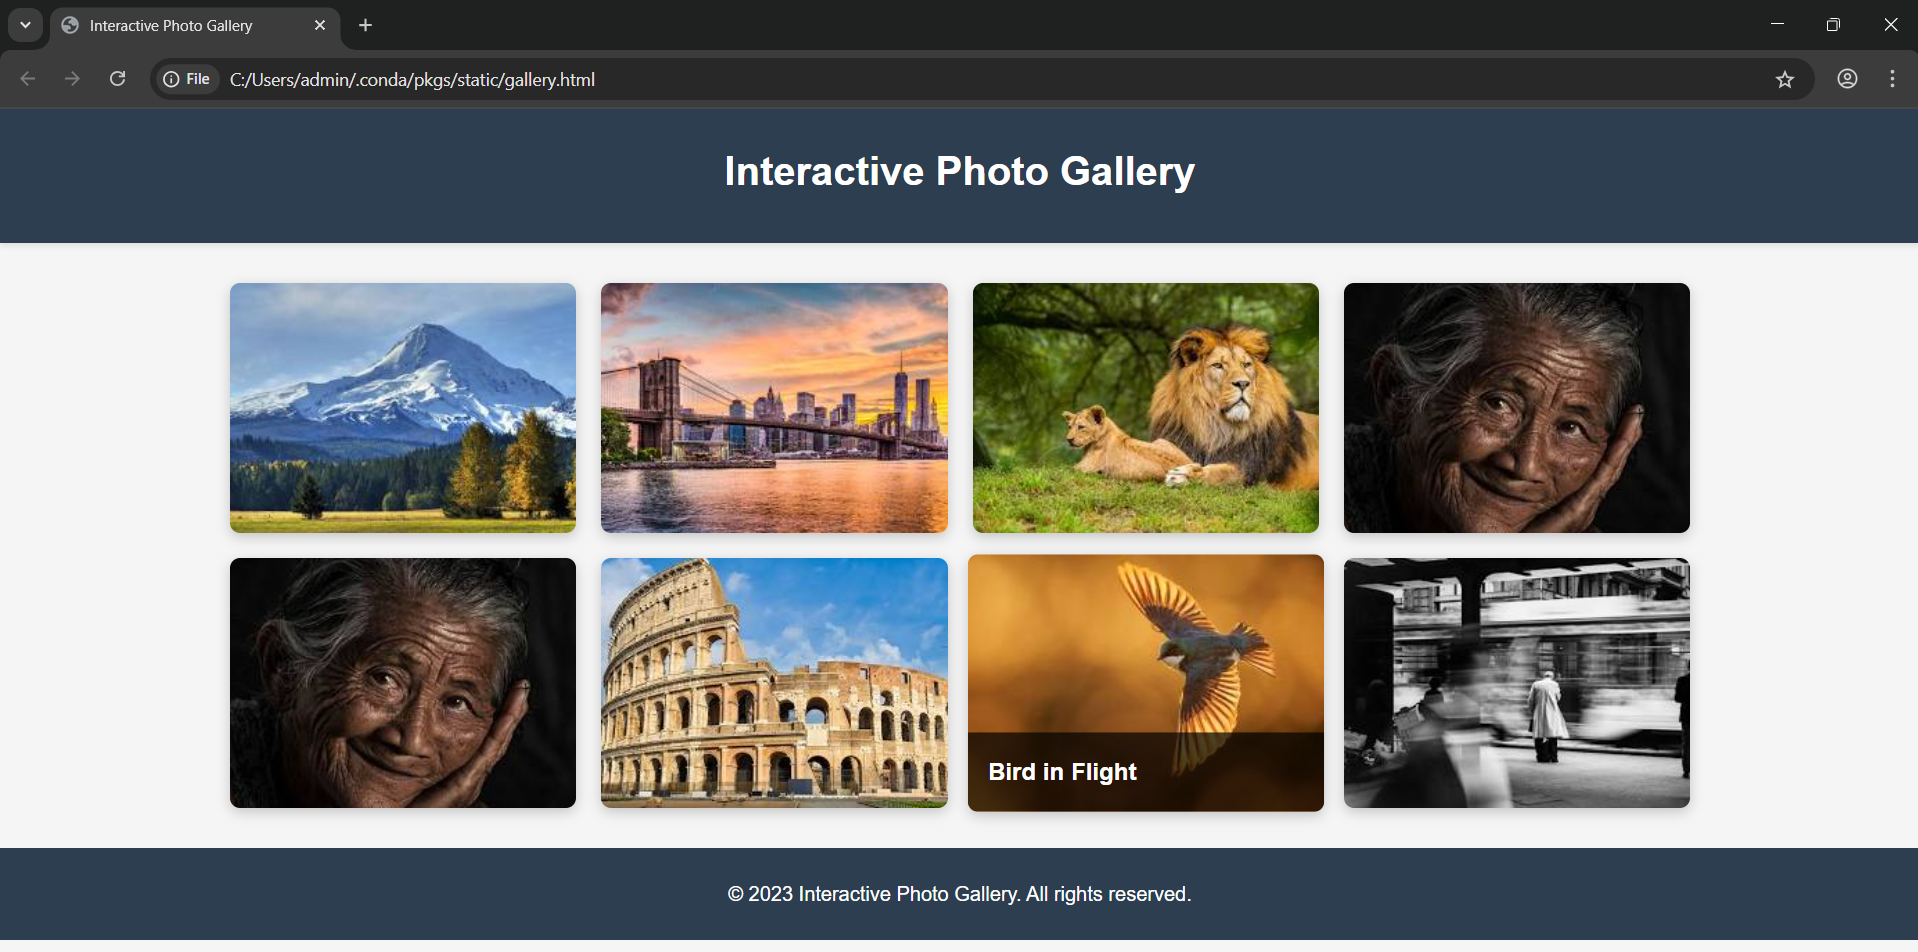 Interactive Photo Gallery
File C:/Users/admin/.conda/pkgs/static/gallery.html
Interactive Photo Gallery
Bird in Flight
© 2023 Interactive Photo Gallery. All rights reserved.